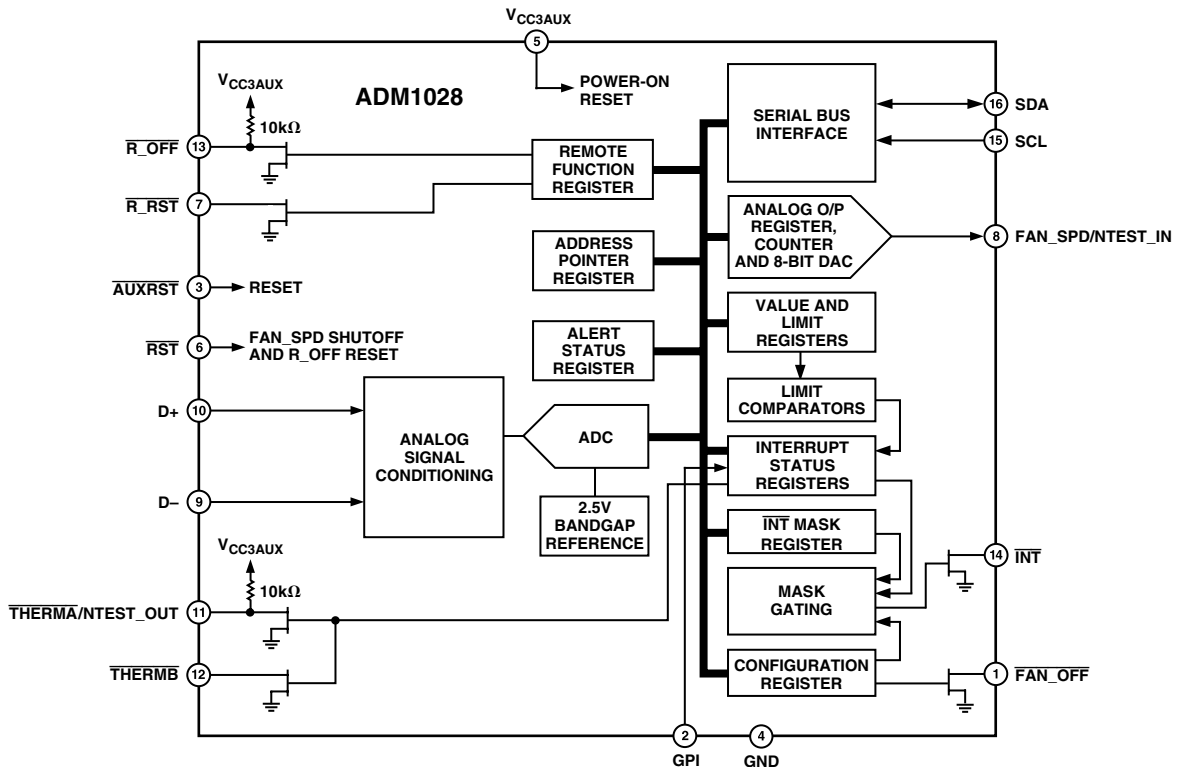 VCC3AUX
5
VCC3AUX
ADM1028
POWER-ON
RESET
10kΩ
R_OFF
13
REMOTE
FUNCTION
REGISTER
SERIAL BUS
INTERFACE
16
SDA
15
SCL
R_RST
7
ADDRESS
POINTER
REGISTER
ANALOG O/P
REGISTER,
COUNTER
AND 8-BIT DAC
8
FAN_SPD/NTEST_IN
AUXRST
3
RESET
RST
6
FAN_SPD SHUTOFF
AND R_OFF RESET
ALERT
STATUS
REGISTER
VALUE AND
LIMIT
REGISTERS
LIMIT
COMPARATORS
D+
10
ANALOG
SIGNAL
CONDITIONING
ADC
INTERRUPT
STATUS
REGISTERS
D–
9
2.5V
BANDGAP
REFERENCE
INT MASK
REGISTER
VCC3AUX
10kΩ
14
INT
THERMA/NTEST_OUT
11
MASK
GATING
THERMB
12
CONFIGURATION
REGISTER
1
FAN_OFF
2
GPI
4
GND